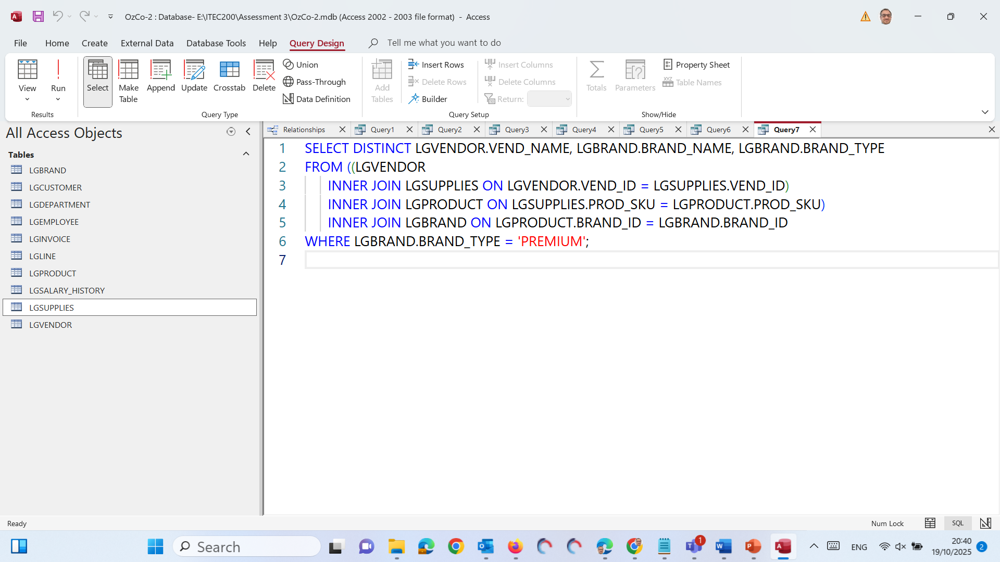 OzCo-2 : Database- E:\ITEC200\Assessment 3\OzCo-2.mdb (Access 2002 - 2003 file format) - Access
File Home Create External Data Database Tools Help Query Design Tell me what you want to do
View
Run
Results
Select
Make Table
Append
Update
Crosstab
Delete
Union
Pass-Through
Data Definition
Query Type
Add Tables
Insert Rows
Delete Rows
Builder
Insert Columns
Delete Columns
Return:
Query Setup
Totals
Parameters
Property Sheet
Table Names
Show/Hide
All Access Objects
Tables
LGBRAND
LGCUSTOMER
LGDEPARTMENT
LGEMPLOYEE
LGINVOICE
LGLINE
LGPRODUCT
LGSALARY_HISTORY
LGSUPPLIES
LGVENDOR
Relationships Query1 Query2 Query3 Query4 Query5 Query6 Query7
1 SELECT DISTINCT LGVENDOR.VEND_NAME, LGBRAND.BRAND_NAME, LGBRAND.BRAND_TYPE
2 FROM ((LGVENDOR
3 INNER JOIN LGSUPPLIES ON LGVENDOR.VEND_ID = LGSUPPLIES.VEND_ID)
4 INNER JOIN LGPRODUCT ON LGSUPPLIES.PROD_SKU = LGPRODUCT.PROD_SKU)
5 INNER JOIN LGBRAND ON LGPRODUCT.BRAND_ID = LGBRAND.BRAND_ID
6 WHERE LGBRAND.BRAND_TYPE = 'PREMIUM';
7
Ready
Num Lock
SQL
Search
1
ENG
20:40
19/10/2025
2